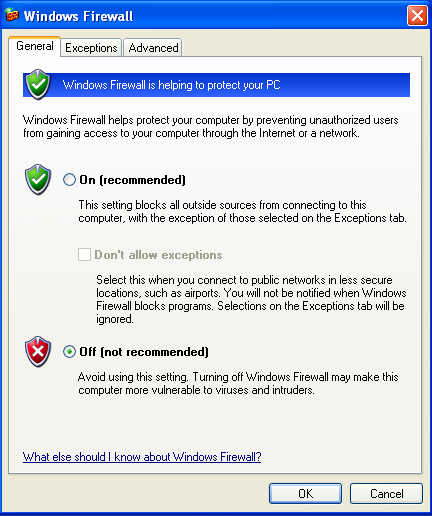 Windows Firewall
General Exceptions Advanced
Windows Firewall is helping to protect your PC
Windows Firewall helps protect your computer by preventing unauthorized users
from gaining access to your computer through the Internet or a network.
On (recommended)
This setting blocks all outside sources from connecting to this
computer, with the exception of those selected on the Exceptions tab.
Don't allow exceptions
Select this when you connect to public networks in less secure
locations, such as airports. You will not be notified when Windows
Firewall blocks programs. Selections on the Exceptions tab will be
ignored.
Off (not recommended)
Avoid using this setting. Turning off Windows Firewall may make this
computer more vulnerable to viruses and intruders.
What else should I know about Windows Firewall?
OK Cancel